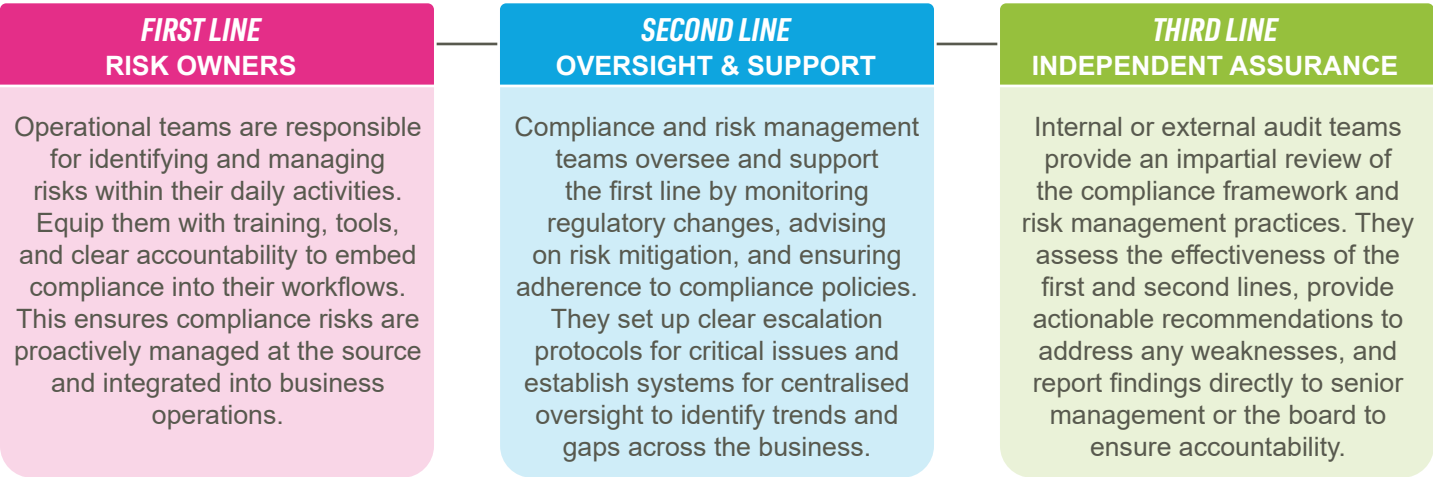 FIRST LINE
RISK OWNERS
Operational teams are responsible
for identifying and managing
risks within their daily activities.
Equip them with training, tools,
and clear accountability to embed
compliance into their workflows.
This ensures compliance risks are
proactively managed at the source
and integrated into business
operations.
SECOND LINE
OVERSIGHT & SUPPORT
Compliance and risk management
teams oversee and support
the first line by monitoring
regulatory changes, advising
on risk mitigation, and ensuring
adherence to compliance policies.
They set up clear escalation
protocols for critical issues and
establish systems for centralised
oversight to identify trends and
gaps across the business.
THIRD LINE
INDEPENDENT ASSURANCE
Internal or external audit teams
provide an impartial review of
the compliance framework and
risk management practices. They
assess the effectiveness of the
first and second lines, provide
actionable recommendations to
address any weaknesses, and
report findings directly to senior
management or the board to
ensure accountability.